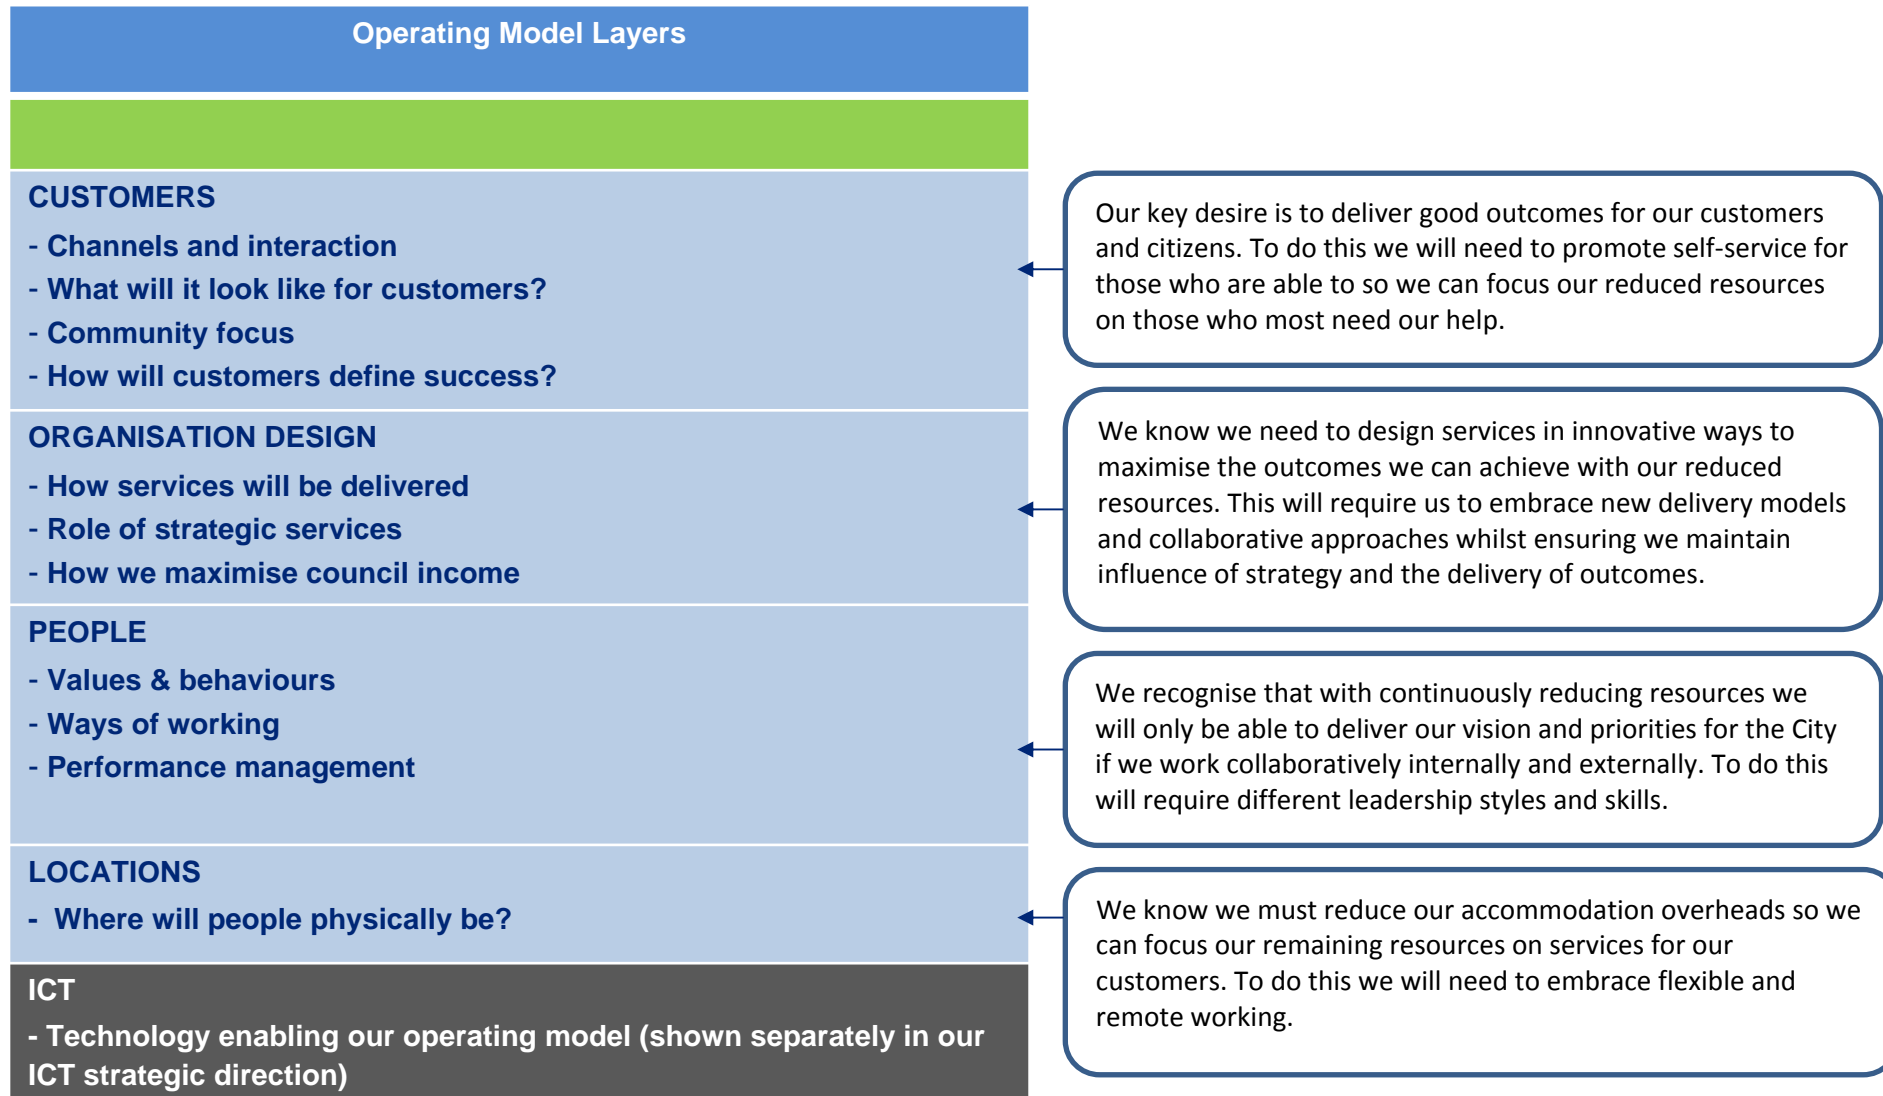 Operating Model Layers
CUSTOMERS
- Channels and interaction
- What will it look like for customers?
- Community focus
- How will customers define success?
Our key desire is to deliver good outcomes for our customers
and citizens. To do this we will need to promote self-service for
those who are able to so we can focus our reduced resources
on those who most need our help.
ORGANISATION DESIGN
- How services will be delivered
- Role of strategic services
- How we maximise council income
We know we need to design services in innovative ways to
maximise the outcomes we can achieve with our reduced
resources. This will require us to embrace new delivery models
and collaborative approaches whilst ensuring we maintain
influence of strategy and the delivery of outcomes.
PEOPLE
- Values & behaviours
- Ways of working
- Performance management
We recognise that with continuously reducing resources we
will only be able to deliver our vision and priorities for the City
if we work collaboratively internally and externally. To do this
will require different leadership styles and skills.
LOCATIONS
- Where will people physically be?
We know we must reduce our accommodation overheads so we
can focus our remaining resources on services for our
customers. To do this we will need to embrace flexible and
remote working.
ICT
- Technology enabling our operating model (shown separately in our
ICT strategic direction)